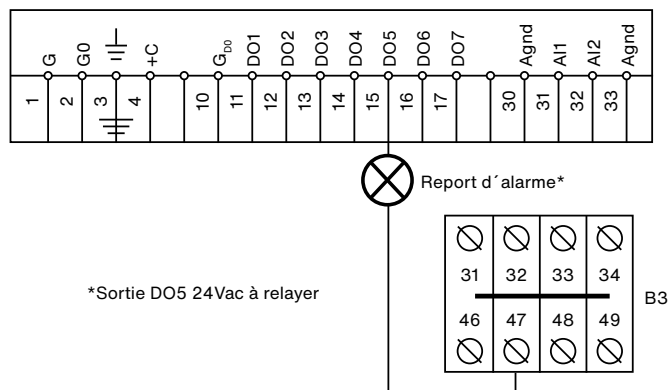 G G0 +C G_D0 DO1 DO2 DO3 DO4 DO5 DO6 DO7 Agnd AI1 AI2 Agnd
1 2 3 4 10 11 12 13 14 15 16 17 30 31 32 33
Report d´alarme*
*Sortie DO5 24Vac à relayer
31 32 33 34
B3
46 47 48 49